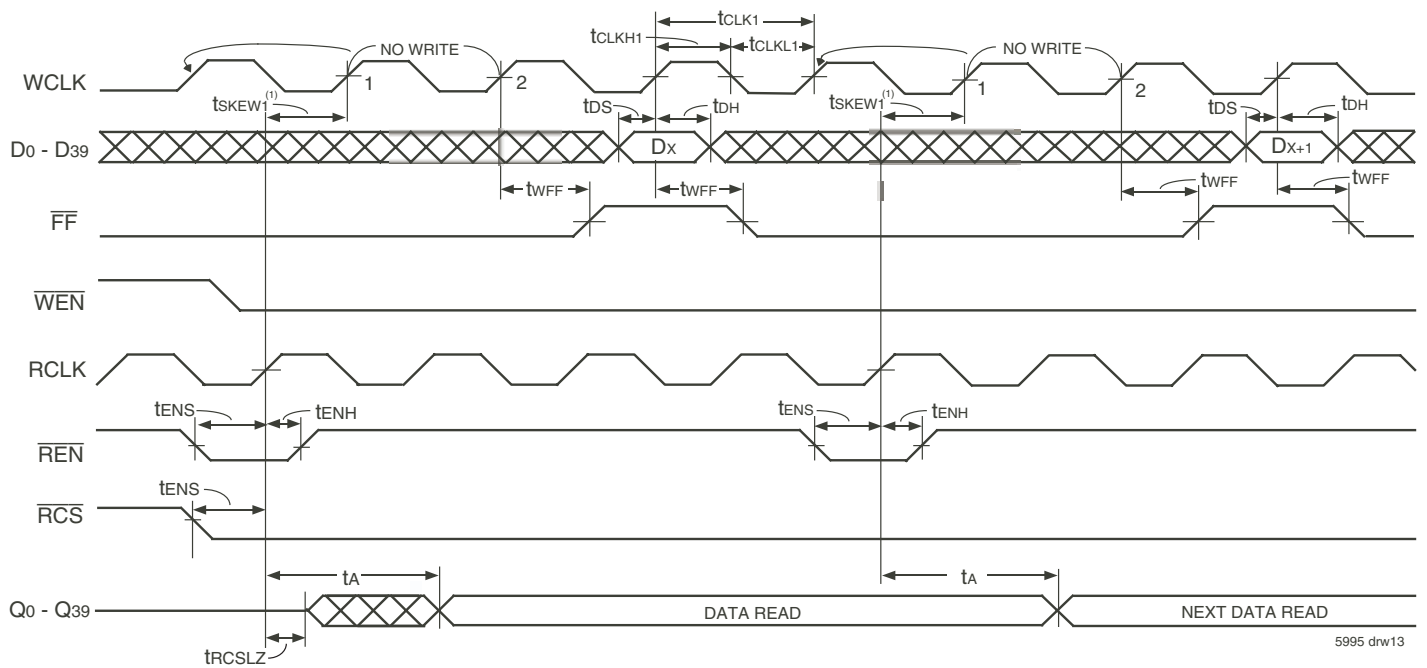 tCLK1
tCLKH1 tCLKL1
NO WRITE NO WRITE
WCLK 1 2 1 2
tSKEW1(1) tDS tDH tSKEW1(1) tDS tDH
D0 - D39 DX DX+1
tWFF tWFF tWFF tWFF
FF
WEN
RCLK
tENS tENH tENS tENH
REN
tENS
RCS
tA tA
Q0 - Q39 DATA READ NEXT DATA READ
5995 drw13
tRCSLZ